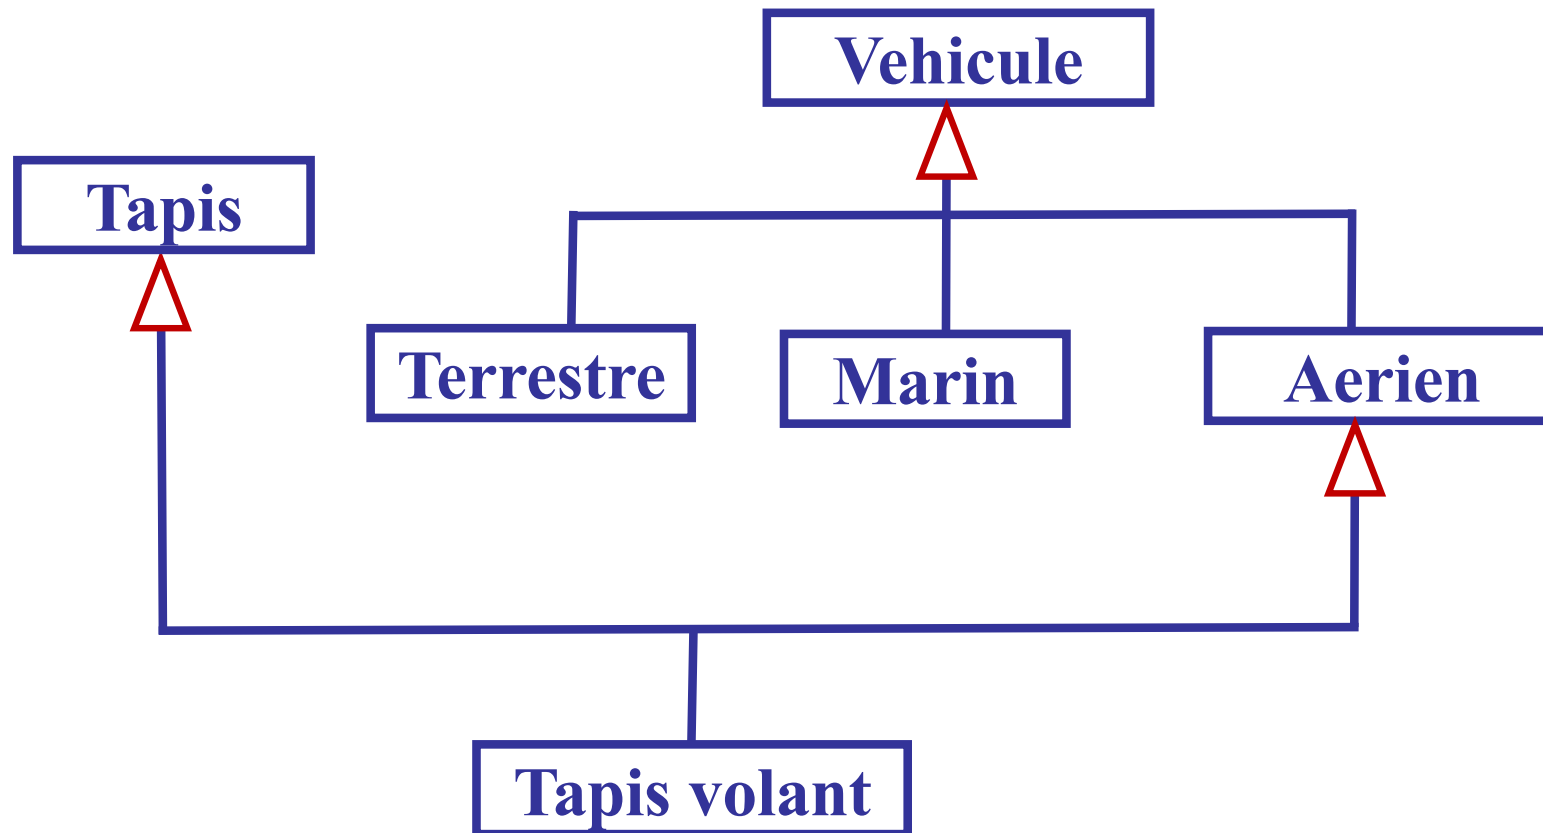 Vehicule
Tapis
Terrestre
Marin
Aerien
Tapis volant